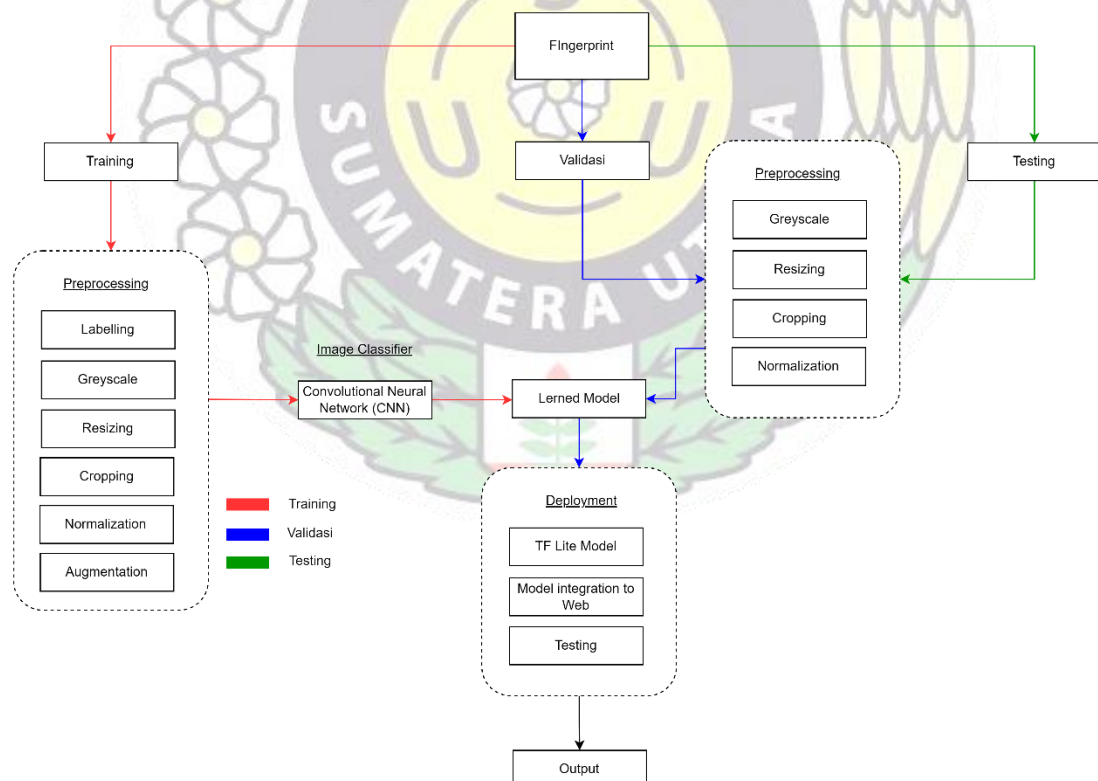 FIngerprint
Training
Validasi
Testing
Preprocessing
Greyscale
Resizing
Cropping
Normalization
Preprocessing
Labelling
Greyscale
Resizing
Cropping
Normalization
Augmentation
Image Classifier
Convolutional Neural
Network (CNN)
Lerned Model
Training
Validasi
Testing
Deployment
TF Lite Model
Model integration to
Web
Testing
Output
SUMATERA UT
A
U
S
U